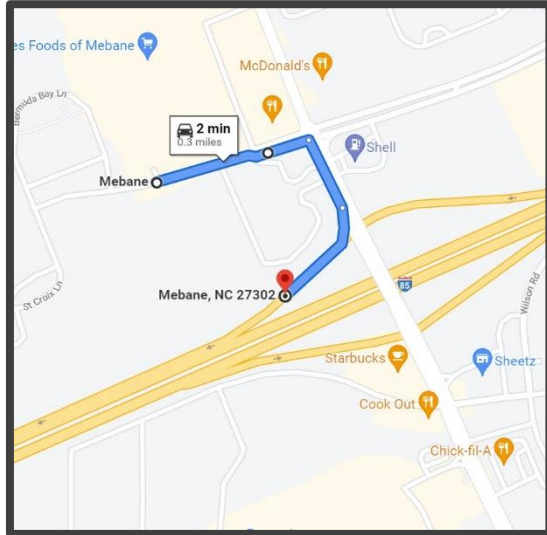 es Foods of Mebane
McDonald's
Bermuda Bay Ln
2 min
0.3 miles
Shell
Mebane
Mebane, NC 27302
85
St Croix Ln
Wilson Rd
Starbucks
Sheetz
Cook Out
Chick-fil-A